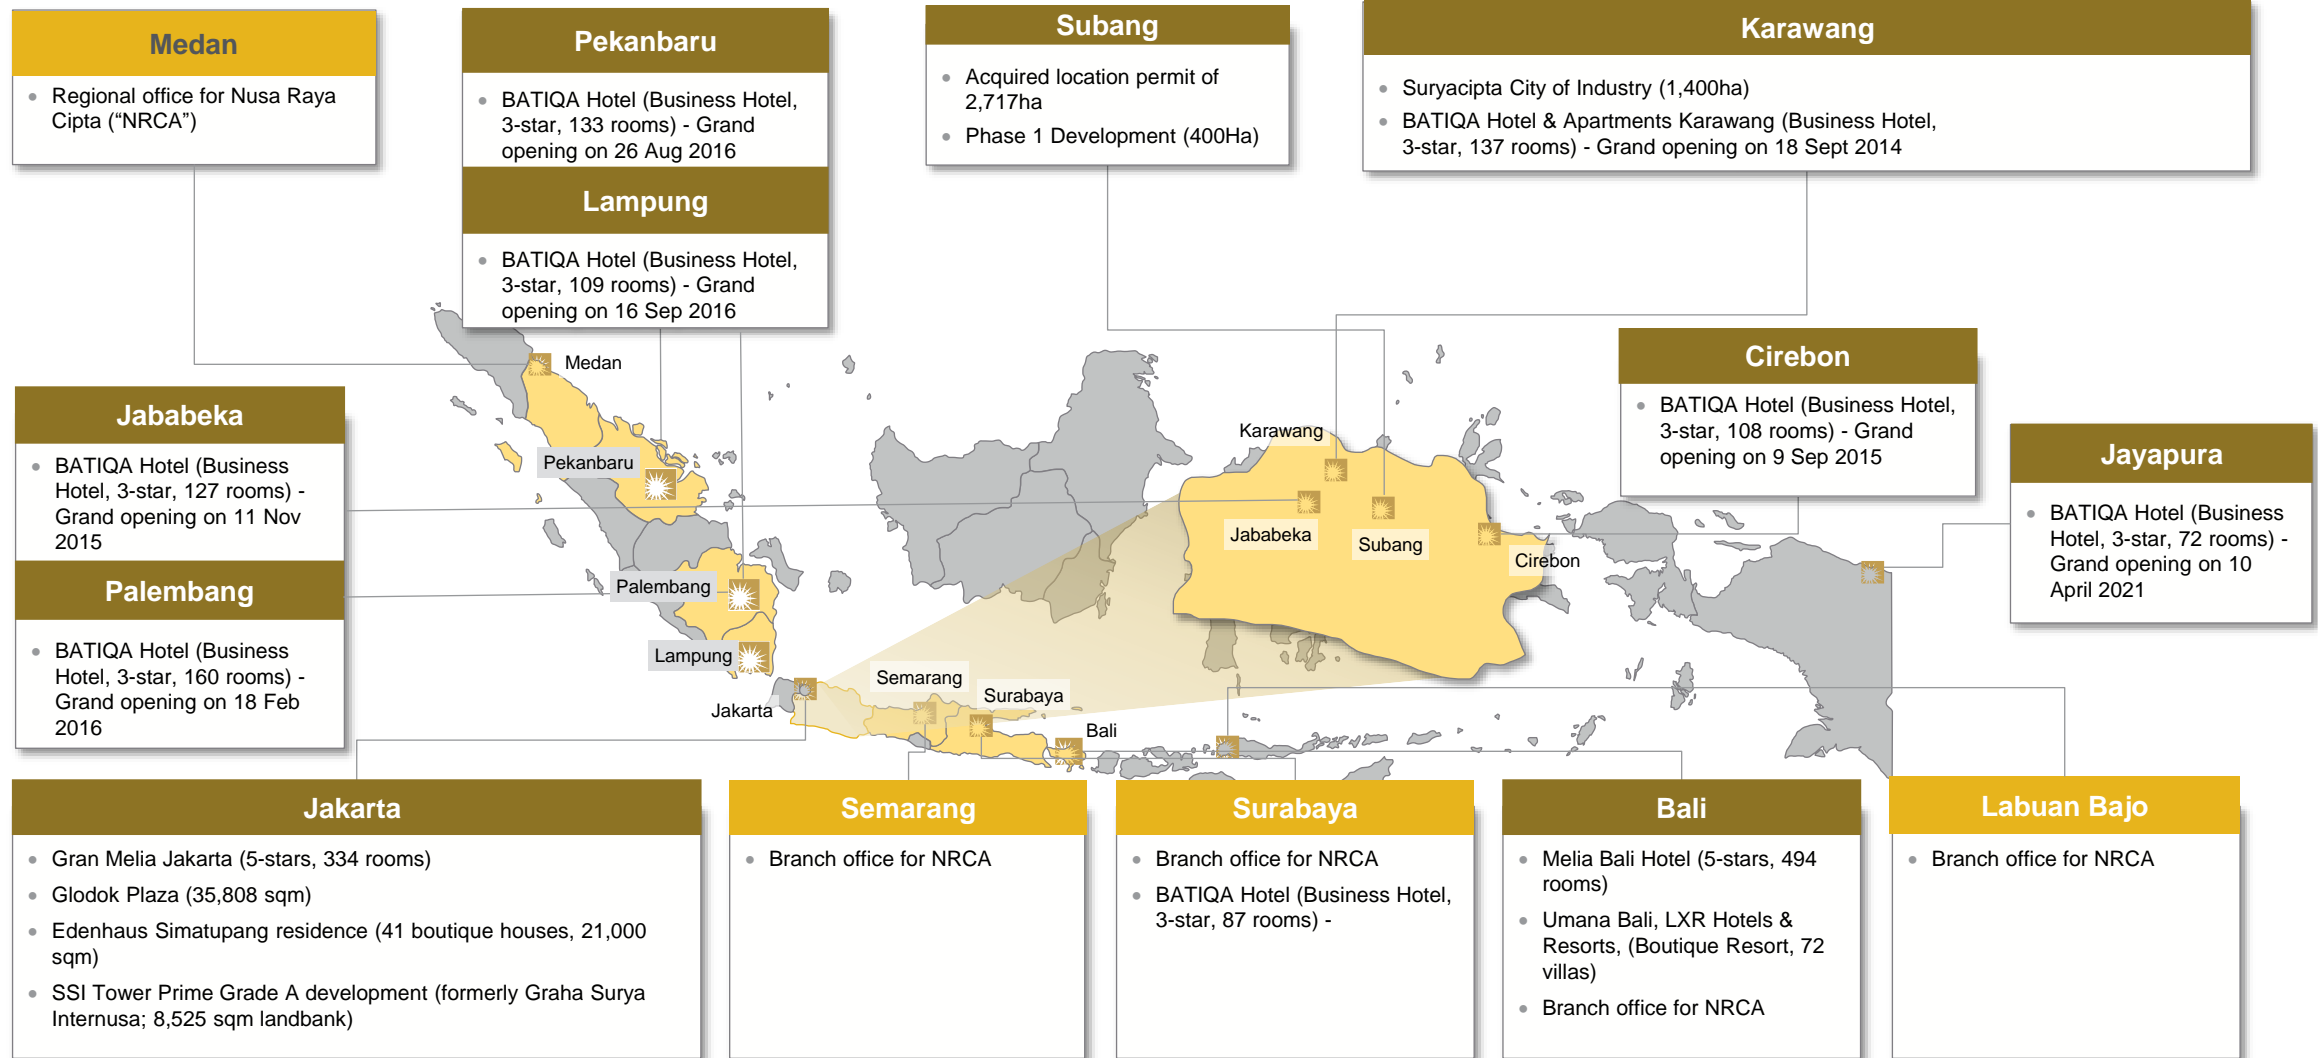 Medan
Regional office for Nusa Raya
Cipta (“NRCA”)
Pekanbaru
BATIQA Hotel (Business Hotel,
3-star, 133 rooms) - Grand
opening on 26 Aug 2016
Lampung
BATIQA Hotel (Business Hotel,
3-star, 109 rooms) - Grand
opening on 16 Sep 2016
Subang
Acquired location permit of
2,717ha
Phase 1 Development (400Ha)
Karawang
Suryacipta City of Industry (1,400ha)
BATIQA Hotel & Apartments Karawang (Business Hotel,
3-star, 137 rooms) - Grand opening on 18 Sept 2014
Cirebon
BATIQA Hotel (Business Hotel,
3-star, 108 rooms) - Grand
opening on 9 Sep 2015
Jayapura
BATIQA Hotel (Business
Hotel, 3-star, 72 rooms) -
Grand opening on 10
April 2021
Jababeka
BATIQA Hotel (Business
Hotel, 3-star, 127 rooms) -
Grand opening on 11 Nov
2015
Palembang
BATIQA Hotel (Business
Hotel, 3-star, 160 rooms) -
Grand opening on 18 Feb
2016
Medan
Pekanbaru
Palembang
Lampung
Jakarta
Semarang
Surabaya
Bali
Karawang
Jababeka
Subang
Cirebon
Jakarta
Gran Melia Jakarta (5-stars, 334 rooms)
Glodok Plaza (35,808 sqm)
Edenhaus Simatupang residence (41 boutique houses, 21,000
sqm)
SSI Tower Prime Grade A development (formerly Graha Surya
Internusa; 8,525 sqm landbank)
Semarang
Branch office for NRCA
Surabaya
Branch office for NRCA
BATIQA Hotel (Business Hotel,
3-star, 87 rooms) -
Bali
Melia Bali Hotel (5-stars, 494
rooms)
Umana Bali, LXR Hotels &
Resorts, (Boutique Resort, 72
villas)
Branch office for NRCA
Labuan Bajo
Branch office for NRCA